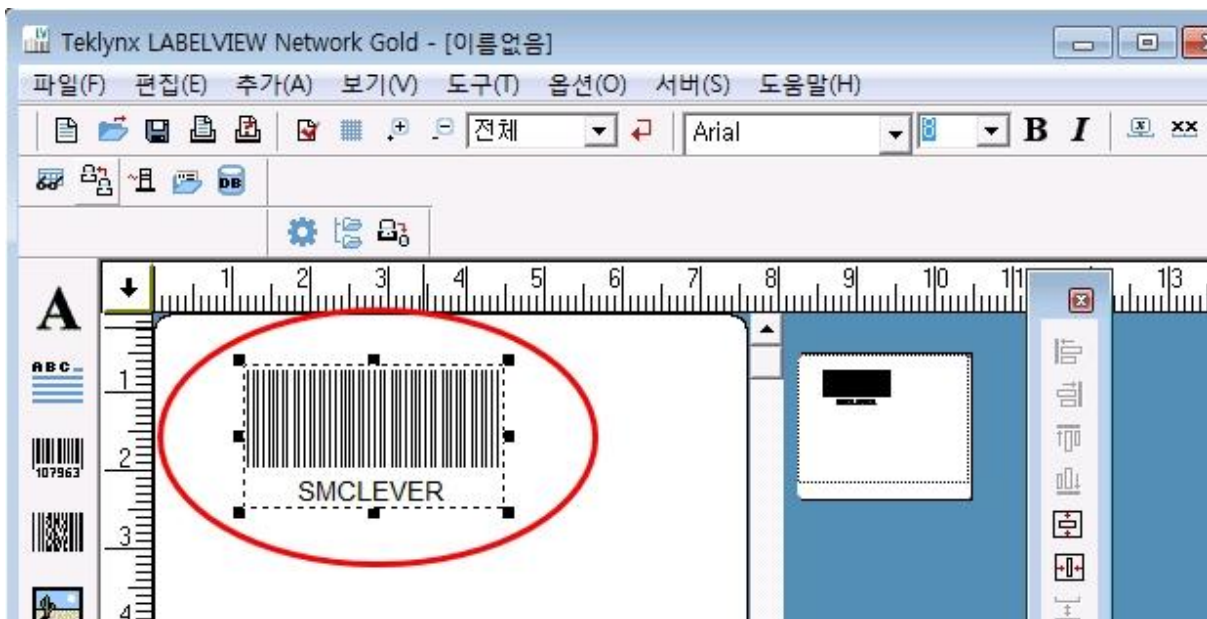 Teklynx LABELVIEW Network Gold - [이름없음]
파일(F) 편집(E) 추가(A) 보기(V) 도구(T) 옵션(O) 서버(S) 도움말(H)
전체 Arial 8 B I xx
DB
1 2 3 4 5 6 7 8 9 10 11 13
A
ABC
1
107963
2
SMCLEVER
3
4